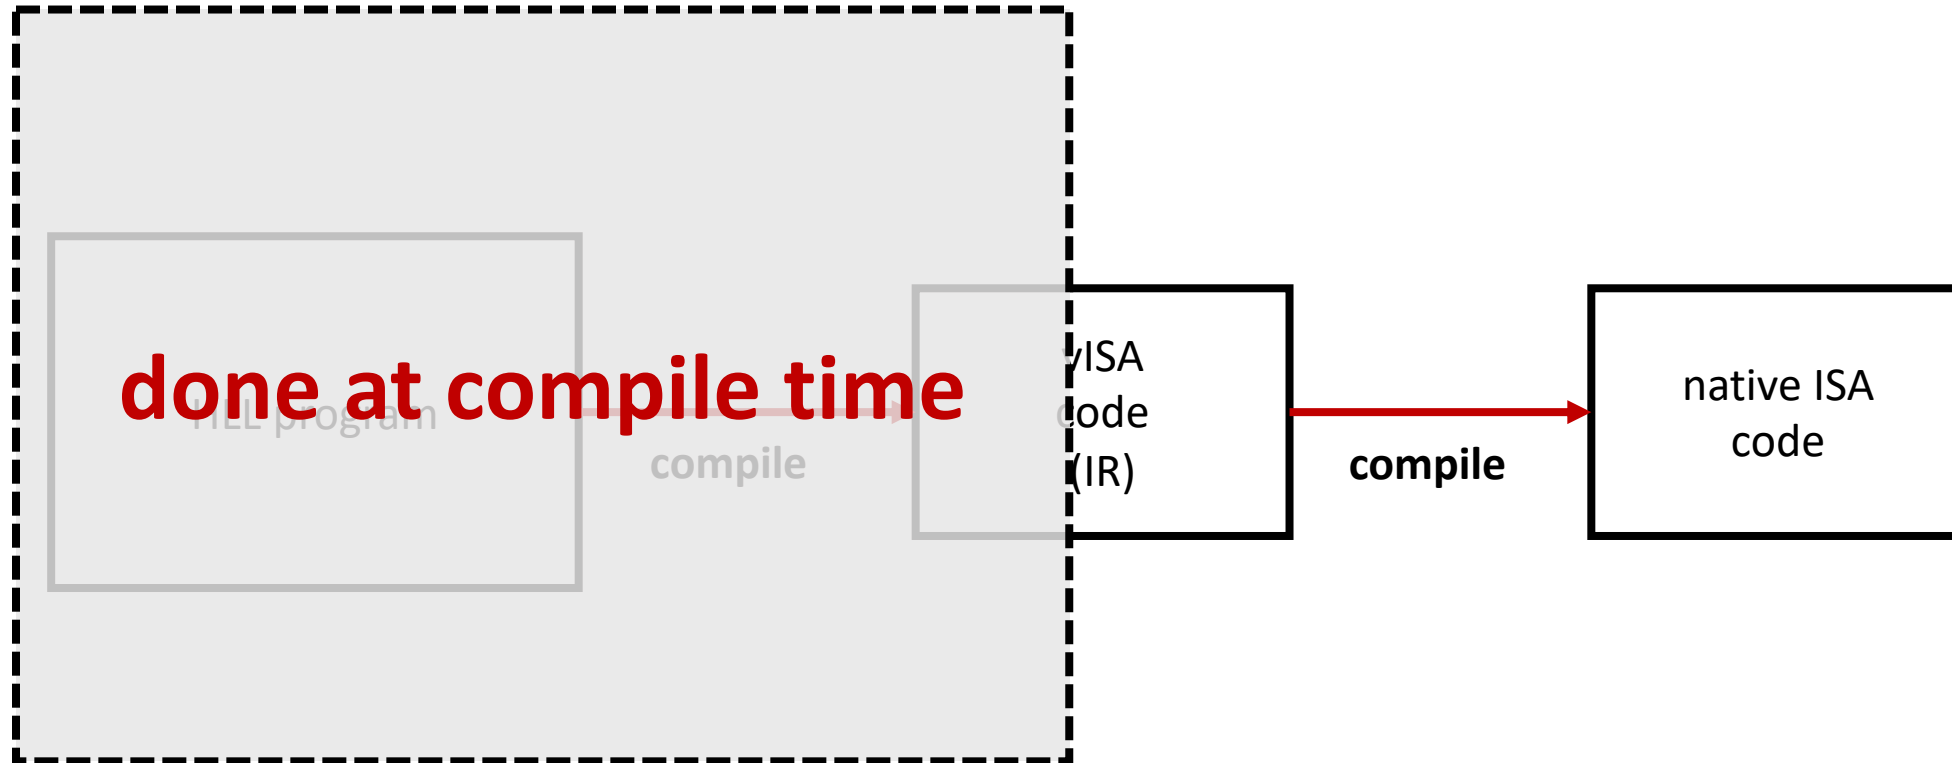 done at compile time
HLL program
compile
vISA
code
(IR)
compile
native ISA
code